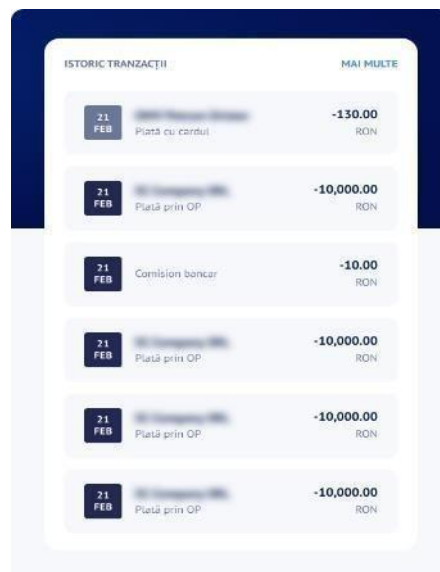 ISTORIC TRANZACȚII
MAI MULTE
21
FEB
Plată cu cardul
-130.00
RON
21
FEB
Plată prin OP
-10,000.00
RON
21
FEB
Comision bancar
-10.00
RON
21
FEB
Plată prin OP
-10,000.00
RON
21
FEB
Plată prin OP
-10,000.00
RON
21
FEB
Plată prin OP
-10,000.00
RON